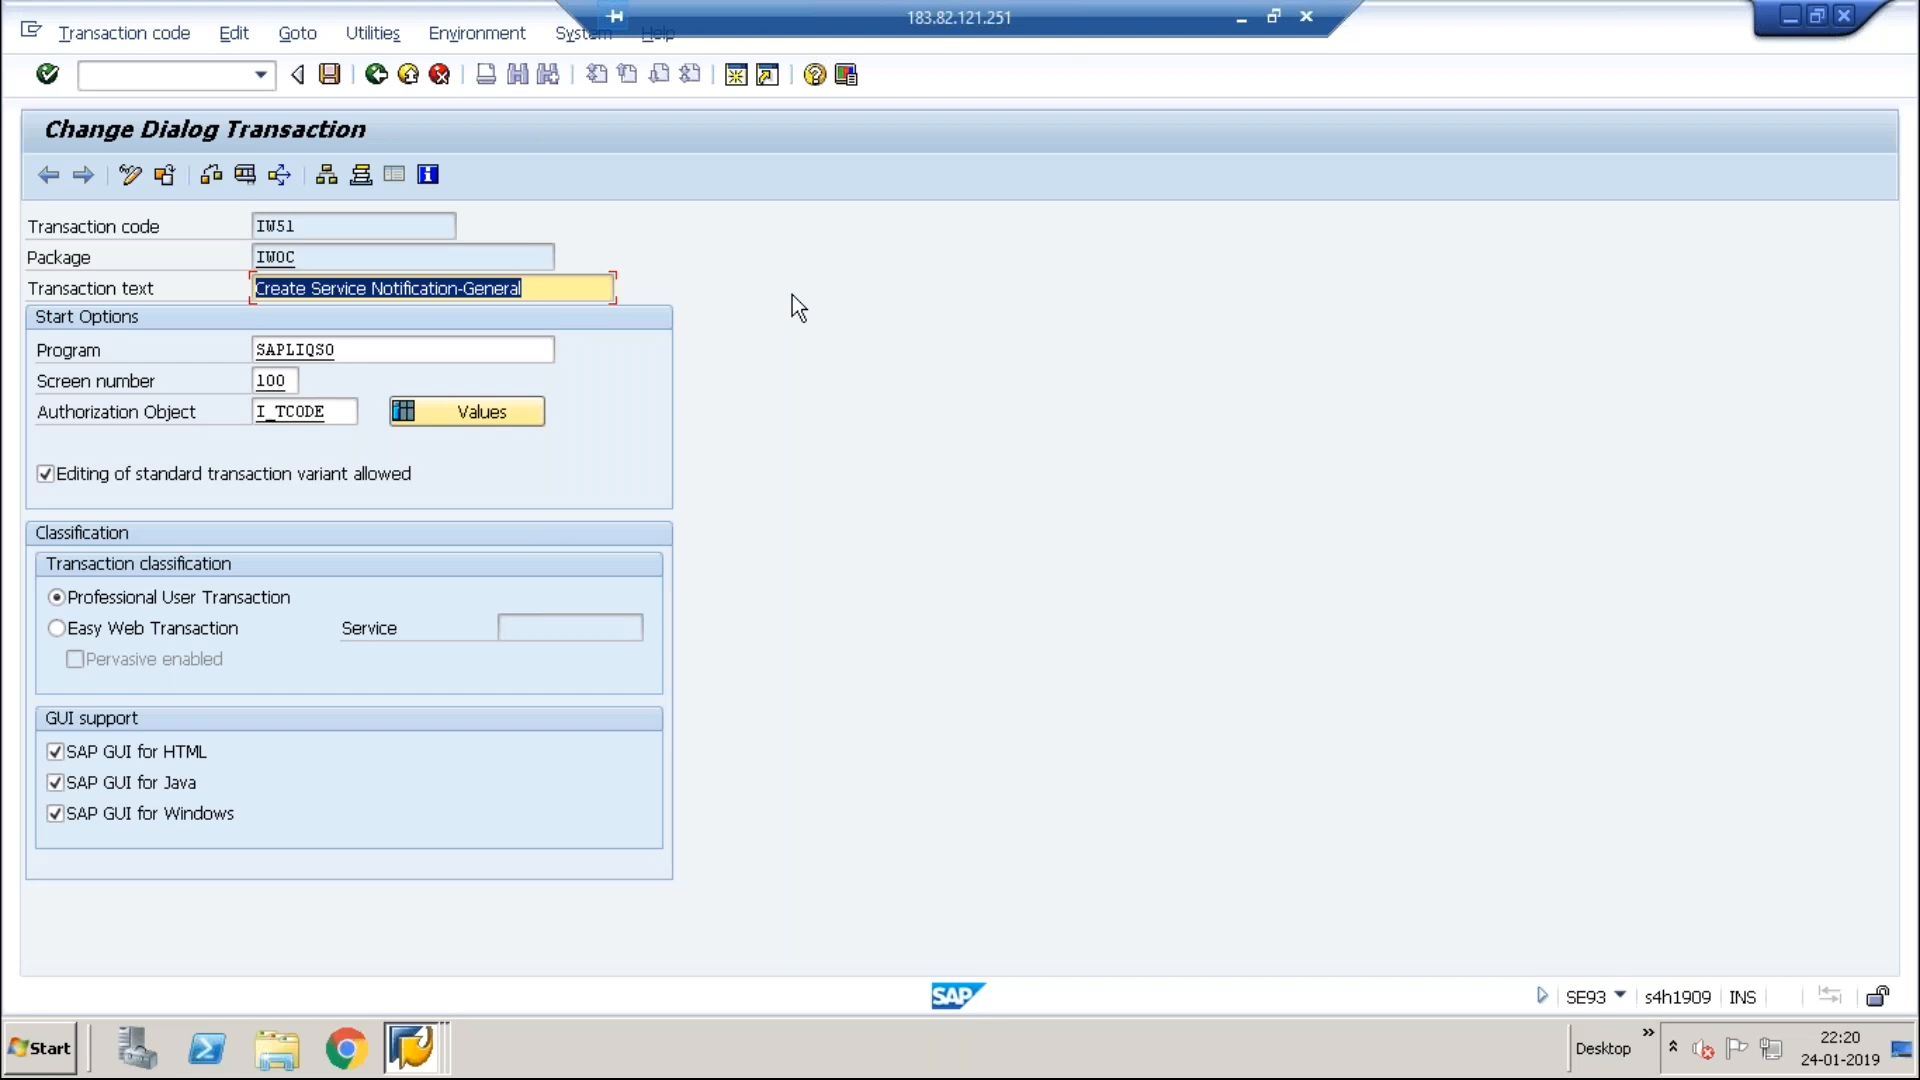 183.82.121.251
Transaction code Edit Goto Utilities Environment System Help
Change Dialog Transaction
Transaction code IW51
Package IWOC
Transaction text Create Service Notification-General
Start Options
Program SAPLIQS0
Screen number 100
Authorization Object I_TCODE Values
Editing of standard transaction variant allowed
Classification
Transaction classification
Professional User Transaction
Easy Web Transaction Service
Pervasive enabled
GUI support
SAP GUI for HTML
SAP GUI for Java
SAP GUI for Windows
SAP
SE93 s4h1909 INS
Start Desktop 22:20
24-01-2019